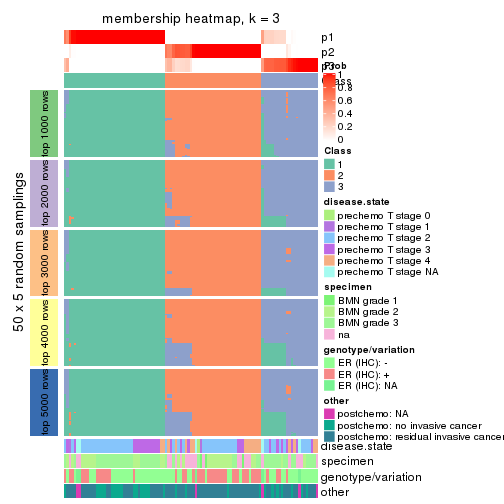 membership heatmap, k = 3
p1
p2
p3
Prob
Class
1
0.8
0.6
0.4
0.2
0
Class
1
2
3
disease.state
prechemo T stage 0
prechemo T stage 1
prechemo T stage 2
prechemo T stage 3
prechemo T stage 4
prechemo T stage NA
specimen
BMN grade 1
BMN grade 2
BMN grade 3
na
genotype/variation
ER (IHC): -
ER (IHC): +
ER (IHC): NA
other
postchemo: NA
postchemo: no invasive cancer
postchemo: residual invasive cancer
disease.state
specimen
genotype/variation
other
50 x 5 random samplings
top 1000 rows
top 2000 rows
top 3000 rows
top 4000 rows
top 5000 rows